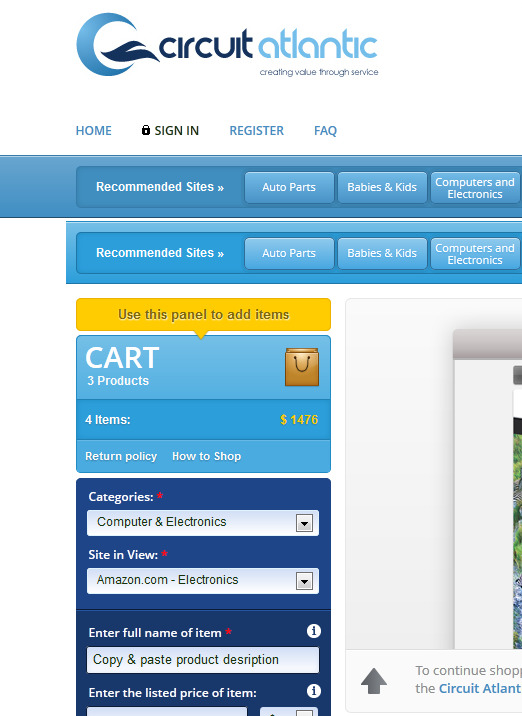 circuit atlantic
creating value through service
HOME SIGN IN REGISTER FAQ
Recommended Sites » Auto Parts Babies & Kids Computers and
Electronics
Recommended Sites » Auto Parts Babies & Kids Computers and
Electronics
Use this panel to add items
CART
3 Products
4 Items: $ 1476
Return policy How to Shop
Categories: *
Computer & Electronics
Site in View: *
Amazon.com - Electronics
Enter full name of item *
Copy & paste product desription
Enter the listed price of item:
To continue shopp
the Circuit Atlant